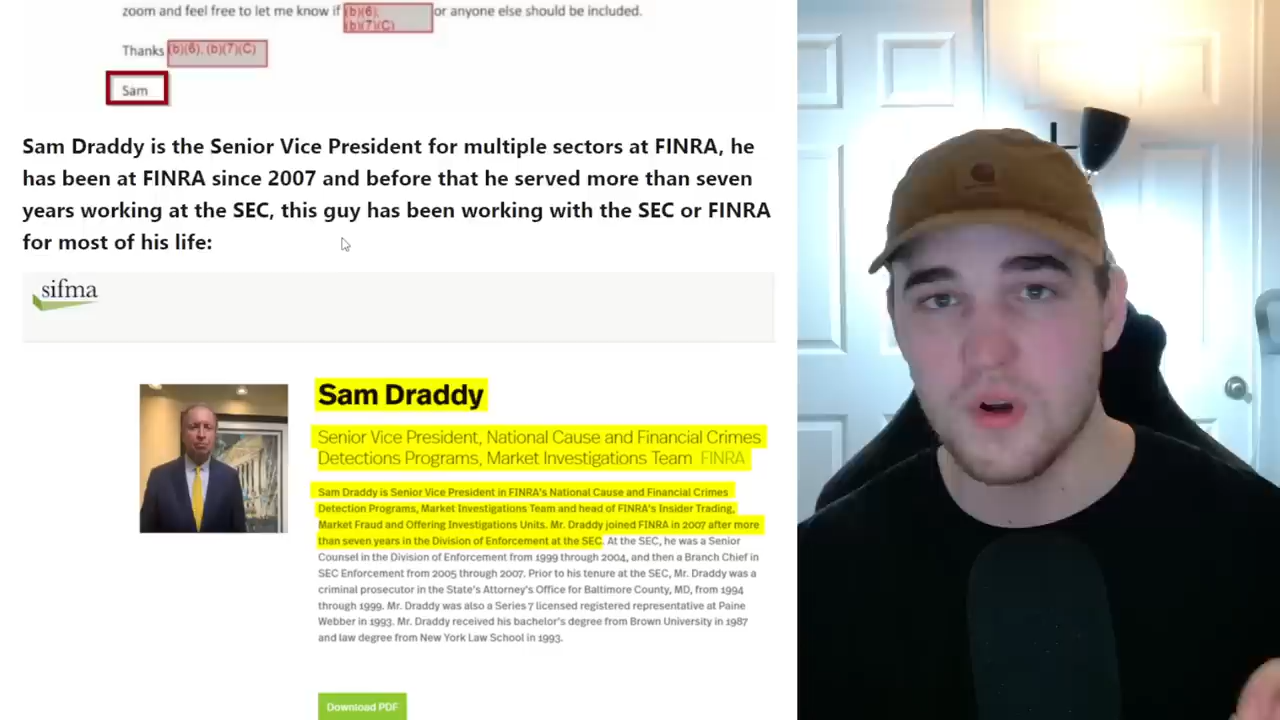 zoom and feel free to let me know if (b)(6), (b)(7)(C) or anyone else should be included.
Thanks (b)(6), (b)(7)(C)
Sam
Sam Draddy is the Senior Vice President for multiple sectors at FINRA, he
has been at FINRA since 2007 and before that he served more than seven
years working at the SEC, this guy has been working with the SEC or FINRA
for most of his life:
sifma
Sam Draddy
Senior Vice President, National Cause and Financial Crimes
Detections Programs, Market Investigations Team FINRA
Sam Draddy is Senior Vice President in FINRA's National Cause and Financial Crimes
Detection Programs, Market Investigations Team and head of FINRA's Insider Trading,
Market Fraud and Offering Investigations Units. Mr. Draddy joined FINRA in 2007 after more
than seven years in the Division of Enforcement at the SEC. At the SEC, he was a Senior
Counsel in the Division of Enforcement from 1999 through 2004, and then a Branch Chief in
SEC Enforcement from 2005 through 2007. Prior to his tenure at the SEC, Mr. Draddy was a
criminal prosecutor in the State's Attorney's Office for Baltimore County, MD, from 1994
through 1999. Mr. Draddy was also a Series 7 licensed registered representative at Paine
Webber in 1993. Mr. Draddy received his bachelor's degree from Brown University in 1987
and law degree from New York Law School in 1993.
Download PDF